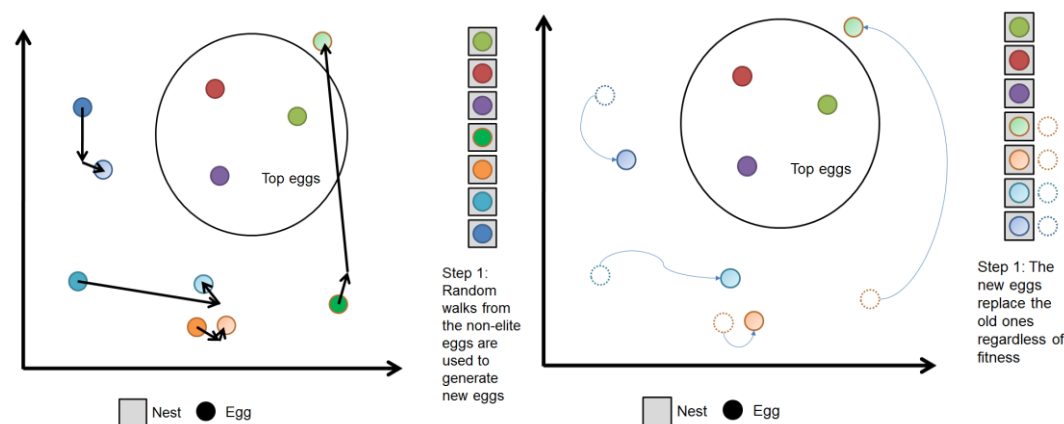 Top eggs
Step 1:
Random
walks from
the non-elite
eggs are
used to
generate
new eggs
Nest
Egg
Top eggs
Step 1: The
new eggs
replace the
old ones
regardless of
fitness
Nest
Egg